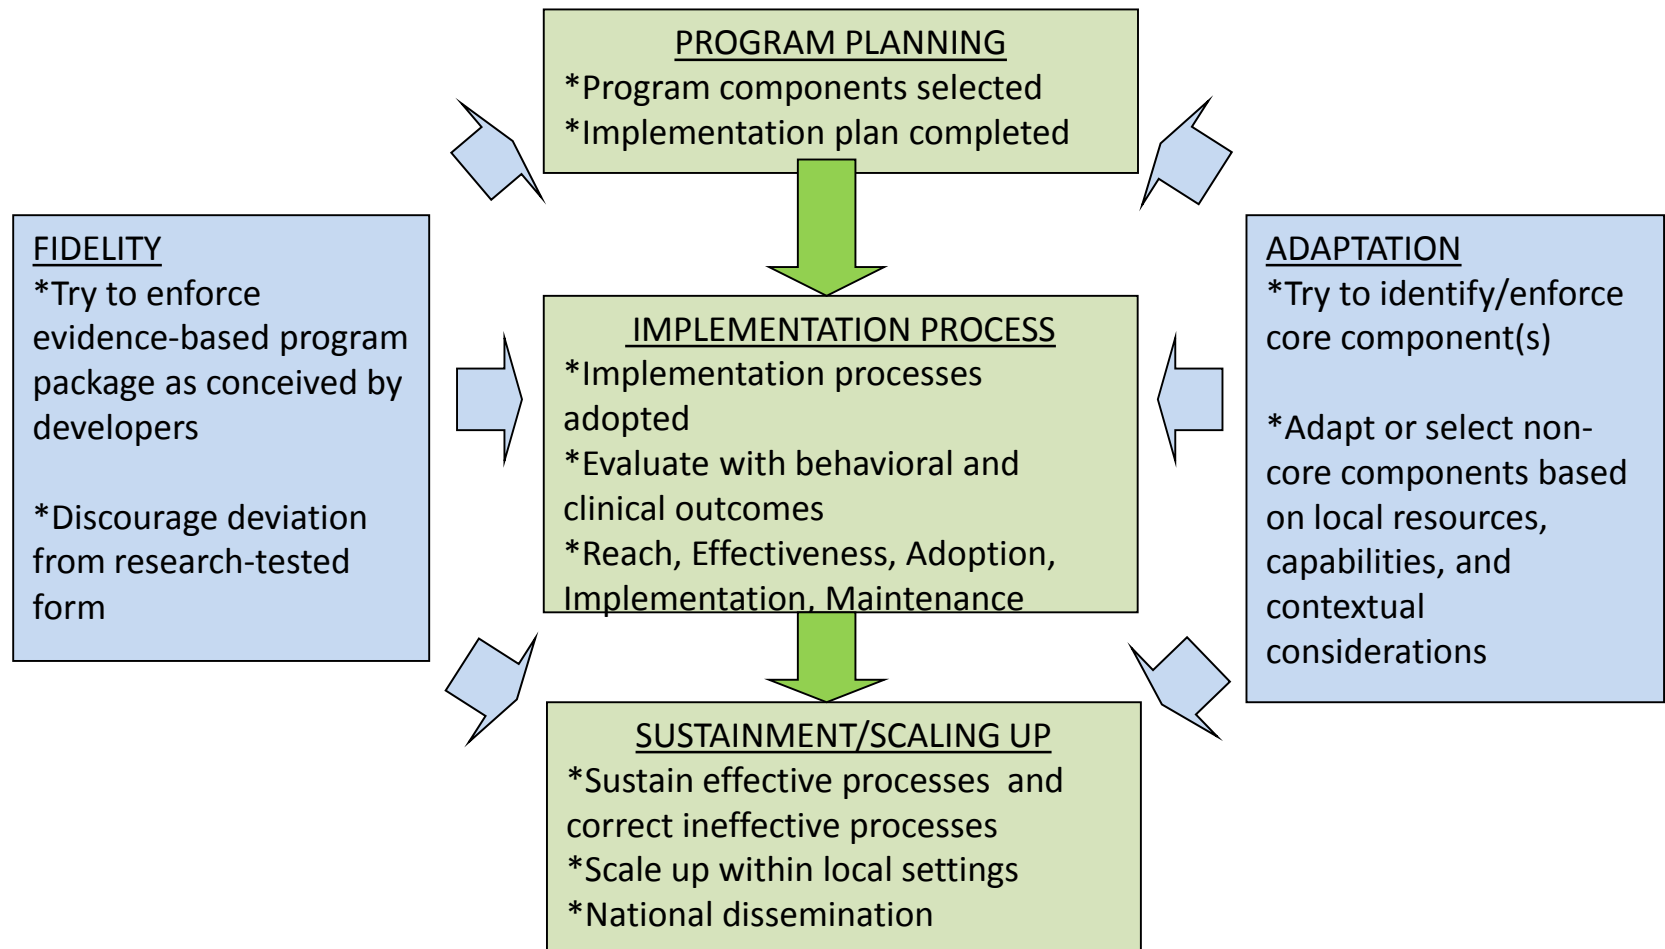 PROGRAM PLANNING
*Program components selected
*Implementation plan completed
FIDELITY
*Try to enforce
evidence-based program
package as conceived by
developers
*Discourage deviation
from research-tested
form
IMPLEMENTATION PROCESS
*Implementation processes
adopted
*Evaluate with behavioral and
clinical outcomes
*Reach, Effectiveness, Adoption,
Implementation, Maintenance
ADAPTATION
*Try to identify/enforce
core component(s)
*Adapt or select non-
core components based
on local resources,
capabilities, and
contextual
considerations
SUSTAINMENT/SCALING UP
*Sustain effective processes  and
correct ineffective processes
*Scale up within local settings
*National dissemination